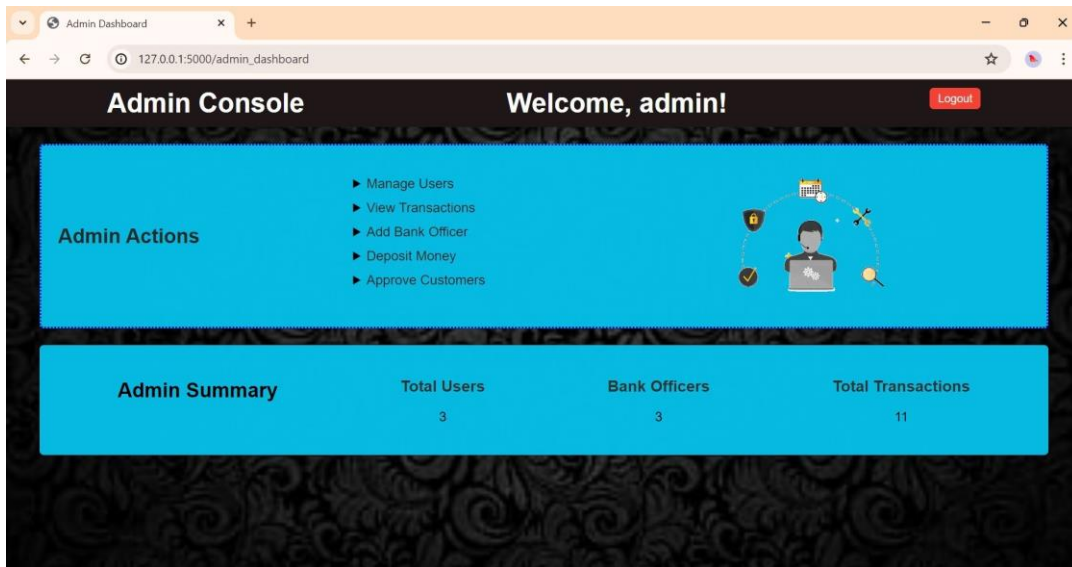 Admin Dashboard
127.0.0.1:5000/admin_dashboard
Admin Console
Welcome, admin!
Logout
Admin Actions
Manage Users
View Transactions
Add Bank Officer
Deposit Money
Approve Customers
Admin Summary
Total Users
3
Bank Officers
3
Total Transactions
11